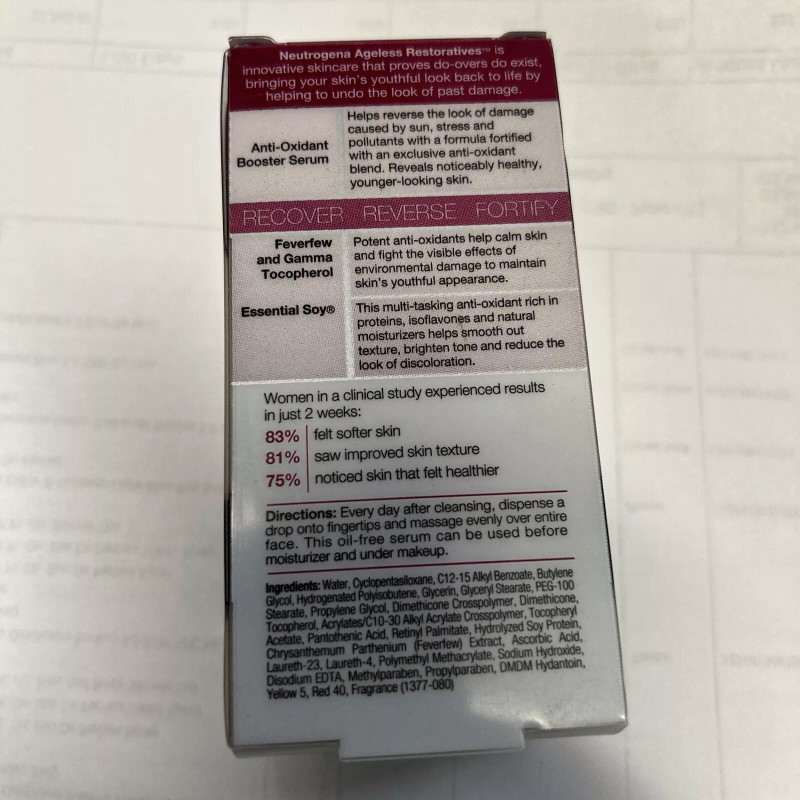 Neutrogena Ageless Restoratives™ is
innovative skincare that proves do-overs do exist,
bringing your skin's youthful look back to life by
helping to undo the look of past damage.
Anti-Oxidant
Booster Serum
Helps reverse the look of damage
caused by sun, stress and
pollutants with a formula fortified
with an exclusive anti-oxidant
blend. Reveals noticeably healthy,
younger-looking skin.
RECOVER REVERSE FORTIFY
Feverfew
and Gamma
Tocopherol
Potent anti-oxidants help calm skin
and fight the visible effects of
environmental damage to maintain
skin's youthful appearance.
Essential Soy®
This multi-tasking anti-oxidant rich in
proteins, isoflavones and natural
moisturizers helps smooth out
texture, brighten tone and reduce the
look of discoloration.
Women in a clinical study experienced results
in just 2 weeks:
83% felt softer skin
81% saw improved skin texture
75% noticed skin that felt healthier
Directions: Every day after cleansing, dispense a
drop onto fingertips and massage evenly over entire
face. This oil-free serum can be used before
moisturizer and under makeup.
Ingredients: Water, Cyclopentasiloxane, C12-15 Alkyl Benzoate, Butylene
Glycol, Hydrogenated Polyisobutene, Glycerin, Glyceryl Stearate, PEG-100
Stearate, Propylene Glycol, Dimethicone Crosspolymer, Dimethicone,
Tocopherol, Acrylates/C10-30 Alkyl Acrylate Crosspolymer, Tocopheryl
Acetate, Pantothenic Acid, Retinyl Palmitate, Hydrolyzed Soy Protein,
Chrysanthemum Parthenium (Feverfew) Extract, Ascorbic Acid,
Laureth-23, Laureth-4, Polymethyl Methacrylate, Sodium Hydroxide,
Disodium EDTA, Methylparaben, Propylparaben, DMDM Hydantoin,
Yellow 5, Red 40, Fragrance (1377-080)